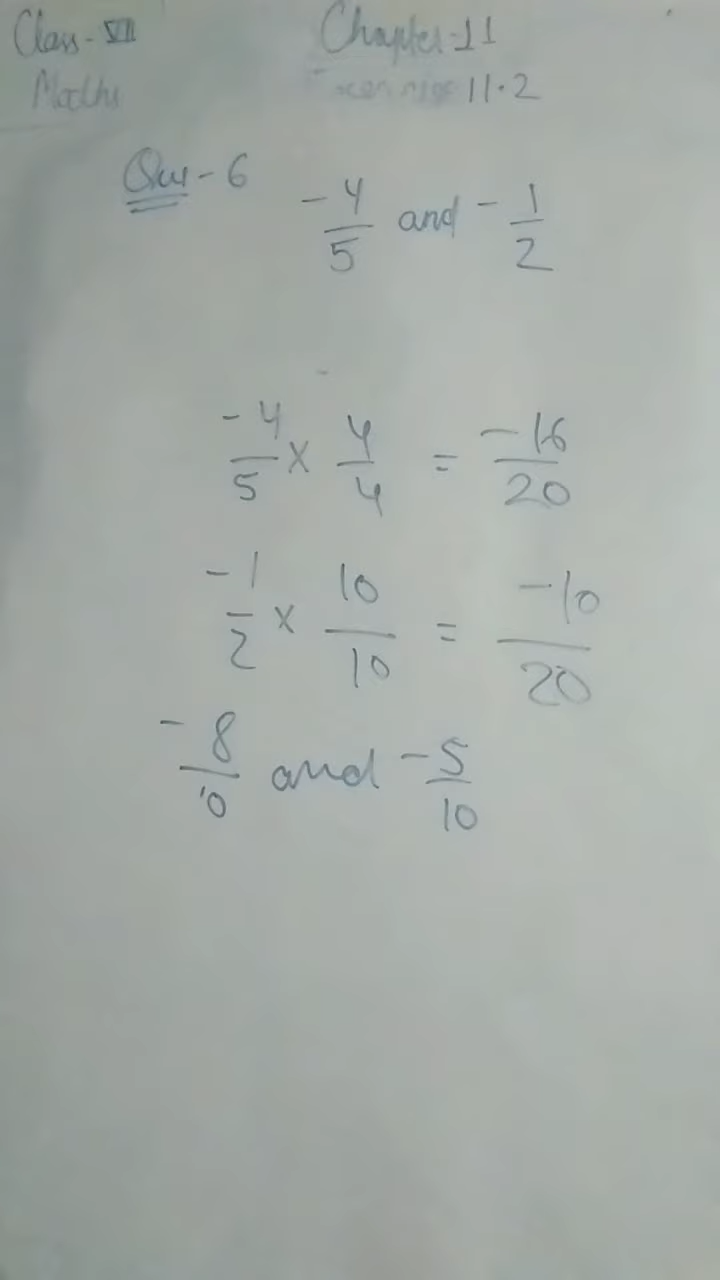 Class-VII Chapter-11
Maths 11.2
Que-6 -4/5 and -1/2
-4/5 × 4/4 = -16/20
-1/2 × 10/10 = -10/20
-8/10 and -5/10